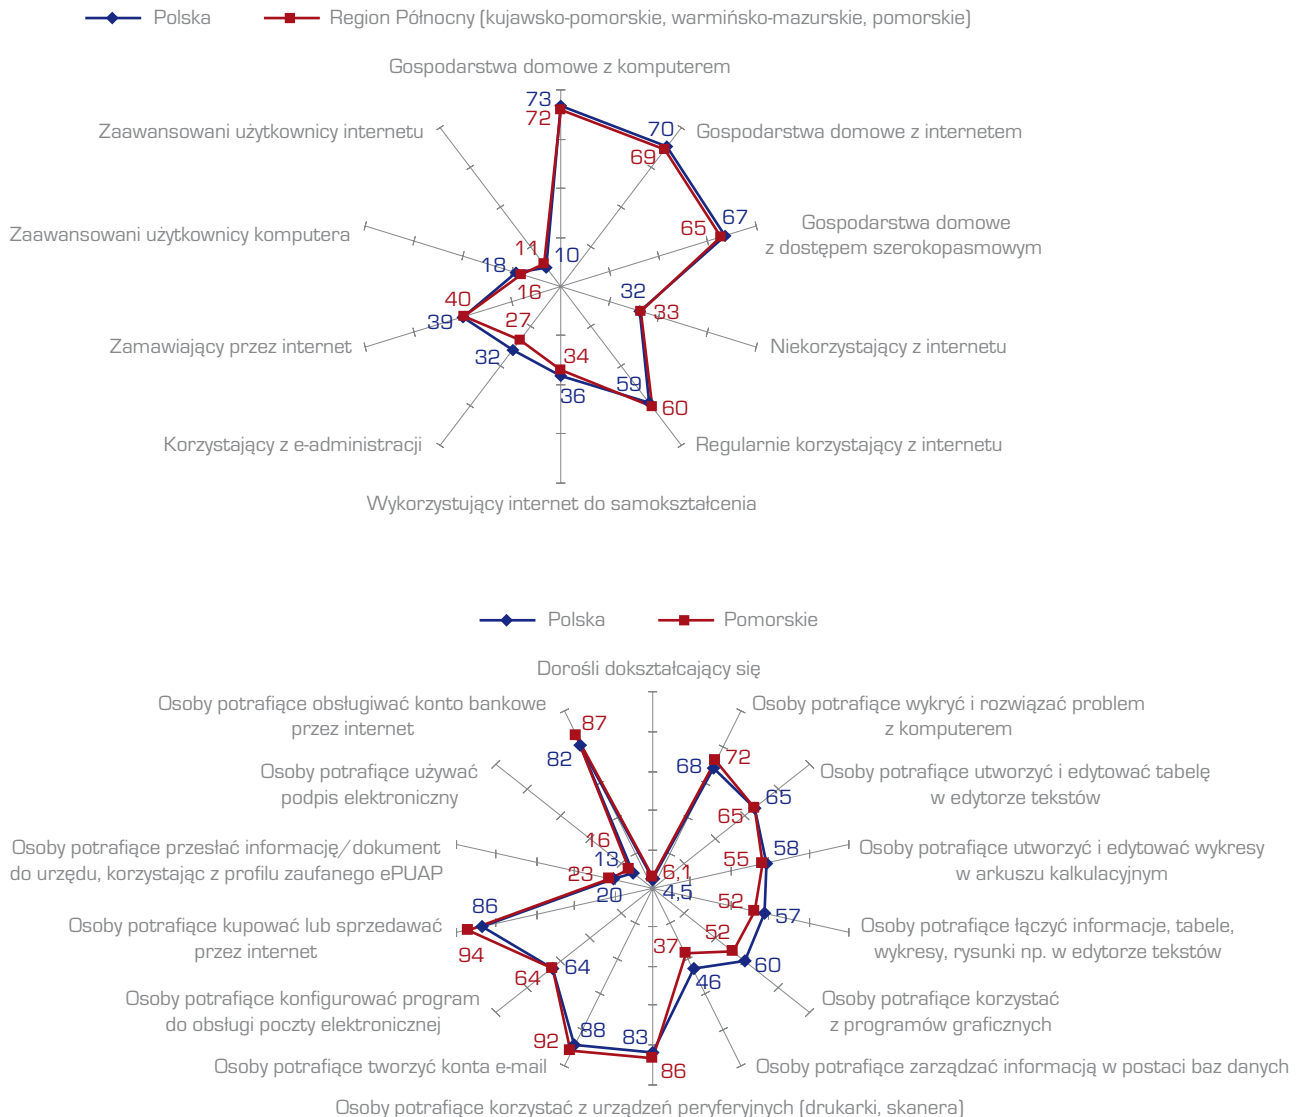 Polska
Region Północny (kujawsko-pomorskie, warmińsko-mazurskie, pomorskie)
Gospodarstwa domowe z komputerem
73
72
Zaawansowani użytkownicy internetu
70
Gospodarstwa domowe z internetem
69
Zaawansowani użytkownicy komputera
67
65
Gospodarstwa domowe
z dostępem szerokopasmowym
11
10
18
16
40
39
32
33
27
Zamawiający przez internet
Niekorzystający z internetu
32
34
36
59
60
Korzystający z e-administracji
Regularnie korzystający z internetu
Wykorzystujący internet do samokształcenia
Polska
Pomorskie
Dorośli dokształcający się
Osoby potrafiące obsługiwać konto bankowe
przez internet
87
82
Osoby potrafiące wykryć i rozwiązać problem
z komputerem
72
68
Osoby potrafiące używać
podpis elektroniczny
Osoby potrafiące utworzyć i edytować tabelę
w edytorze tekstów
65
65
16
13
Osoby potrafiące przesłać informację/dokument
do urzędu, korzystając z profilu zaufanego ePUAP
23
20
6,1
4,5
58
55
Osoby potrafiące utworzyć i edytować wykresy
w arkuszu kalkulacyjnym
Osoby potrafiące kupować lub sprzedawać
przez internet
86
94
52
57
Osoby potrafiące łączyć informacje, tabele,
wykresy, rysunki np. w edytorze tekstów
64
64
37
52
60
46
Osoby potrafiące konfigurować program
do obsługi poczty elektronicznej
Osoby potrafiące korzystać
z programów graficznych
92
88
83
86
Osoby potrafiące tworzyć konta e-mail
Osoby potrafiące zarządzać informacją w postaci baz danych
Osoby potrafiące korzystać z urządzeń peryferyjnych (drukarki, skanera)